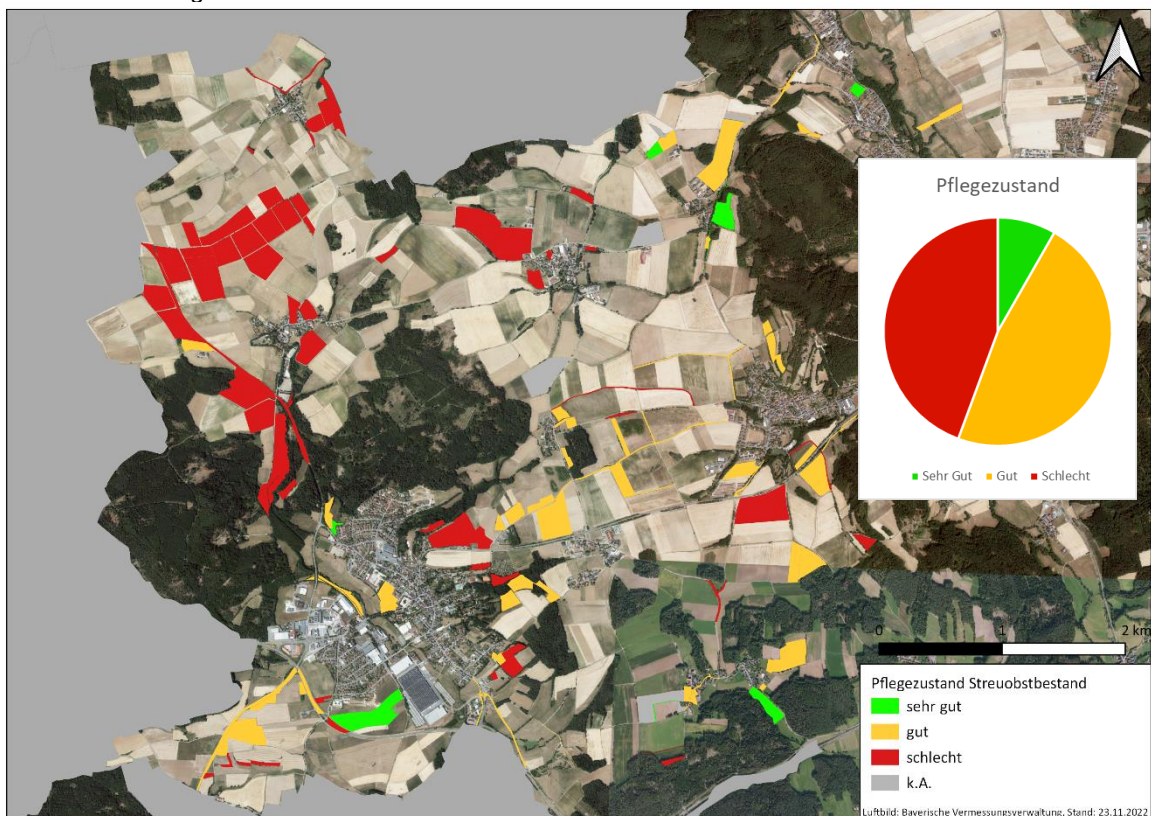 Pflegezustand
Sehr Gut Gut Schlecht
0 1 2 km
Pflegezustand Streuobstbestand
sehr gut
gut
schlecht
k.A.
Luftbild: Bayerische Vermessungsverwaltung, Stand: 23.11.2022